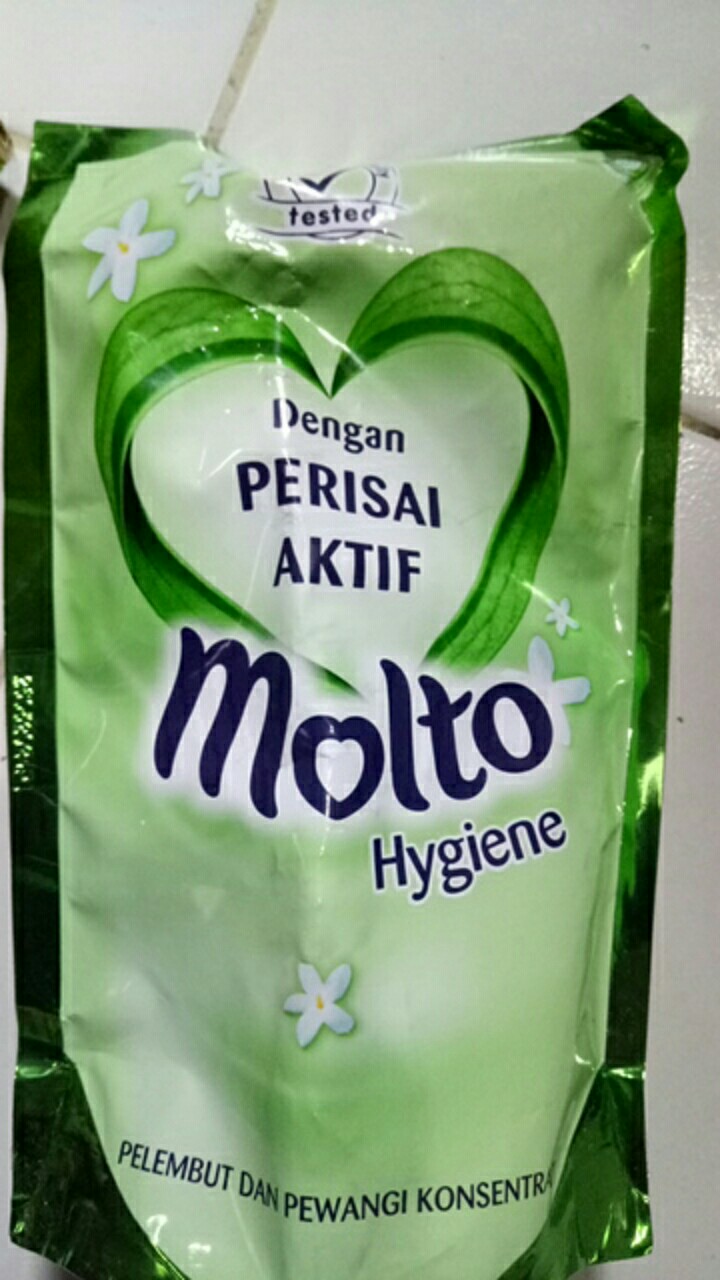 tested
Dengan
PERISAI
AKTIF
Molto
Hygiene
PELEMBUT DAN PEWANGI KONSENTRA